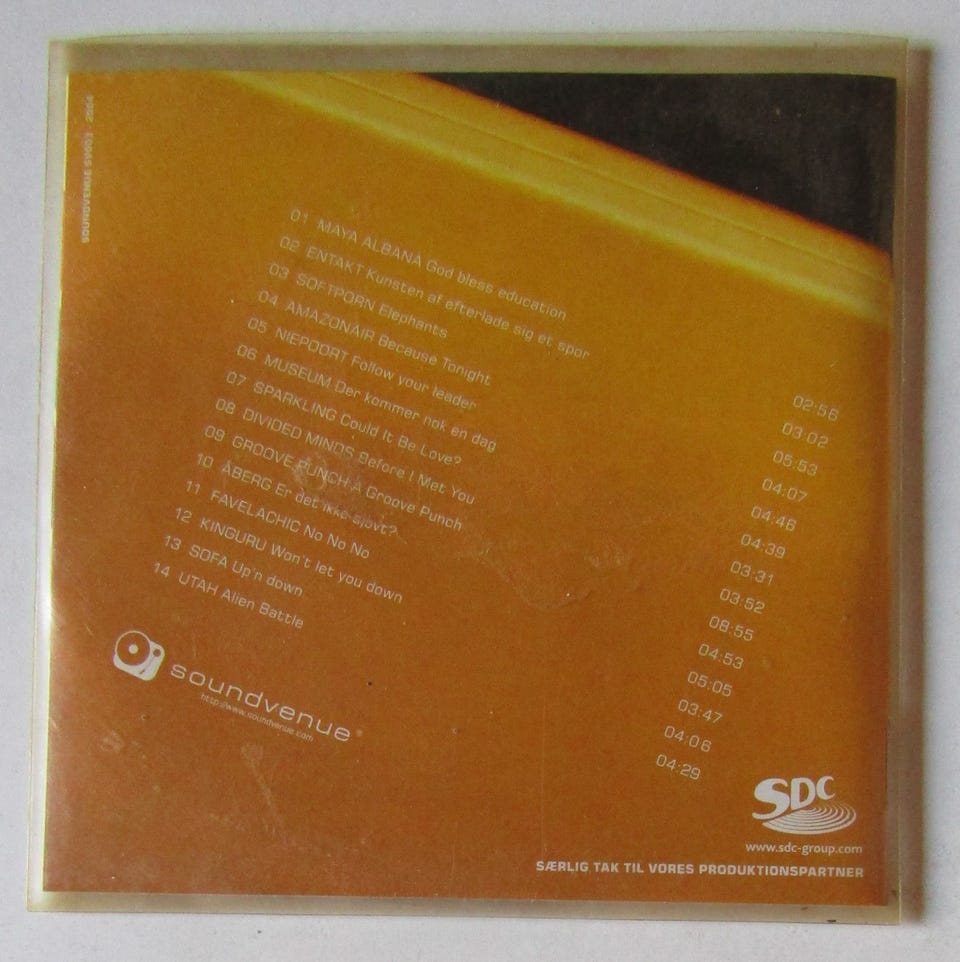 SOUNDVENUE SV003 · 2004
01 MAYA ALBANA God bless education 02:56
02 ENTAKT Kunsten af efterlade sig et spor 03:02
03 SOFTPORN Elephants 05:53
04 AMAZONAIR Because Tonight 04:07
05 NIEPOORT Follow your leader 04:46
06 MUSEUM Der kommer nok en dag 04:39
07 SPARKLING Could It Be Love? 03:31
08 DIVIDED MINDS Before I Met You 03:52
09 GROOVE PUNCH A Groove Punch 08:55
10 ÅBERG Er det ikke sjovt? 04:53
11 FAVELACHIC No No No 05:05
12 KINGURU Won't let you down 03:47
13 SOFA Up'n down 04:06
14 UTAH Alien Battle 04:29
soundvenue
http://www.soundvenue.com
SDC
www.sdc-group.com
SÆRLIG TAK TIL VORES PRODUKTIONSPARTNER